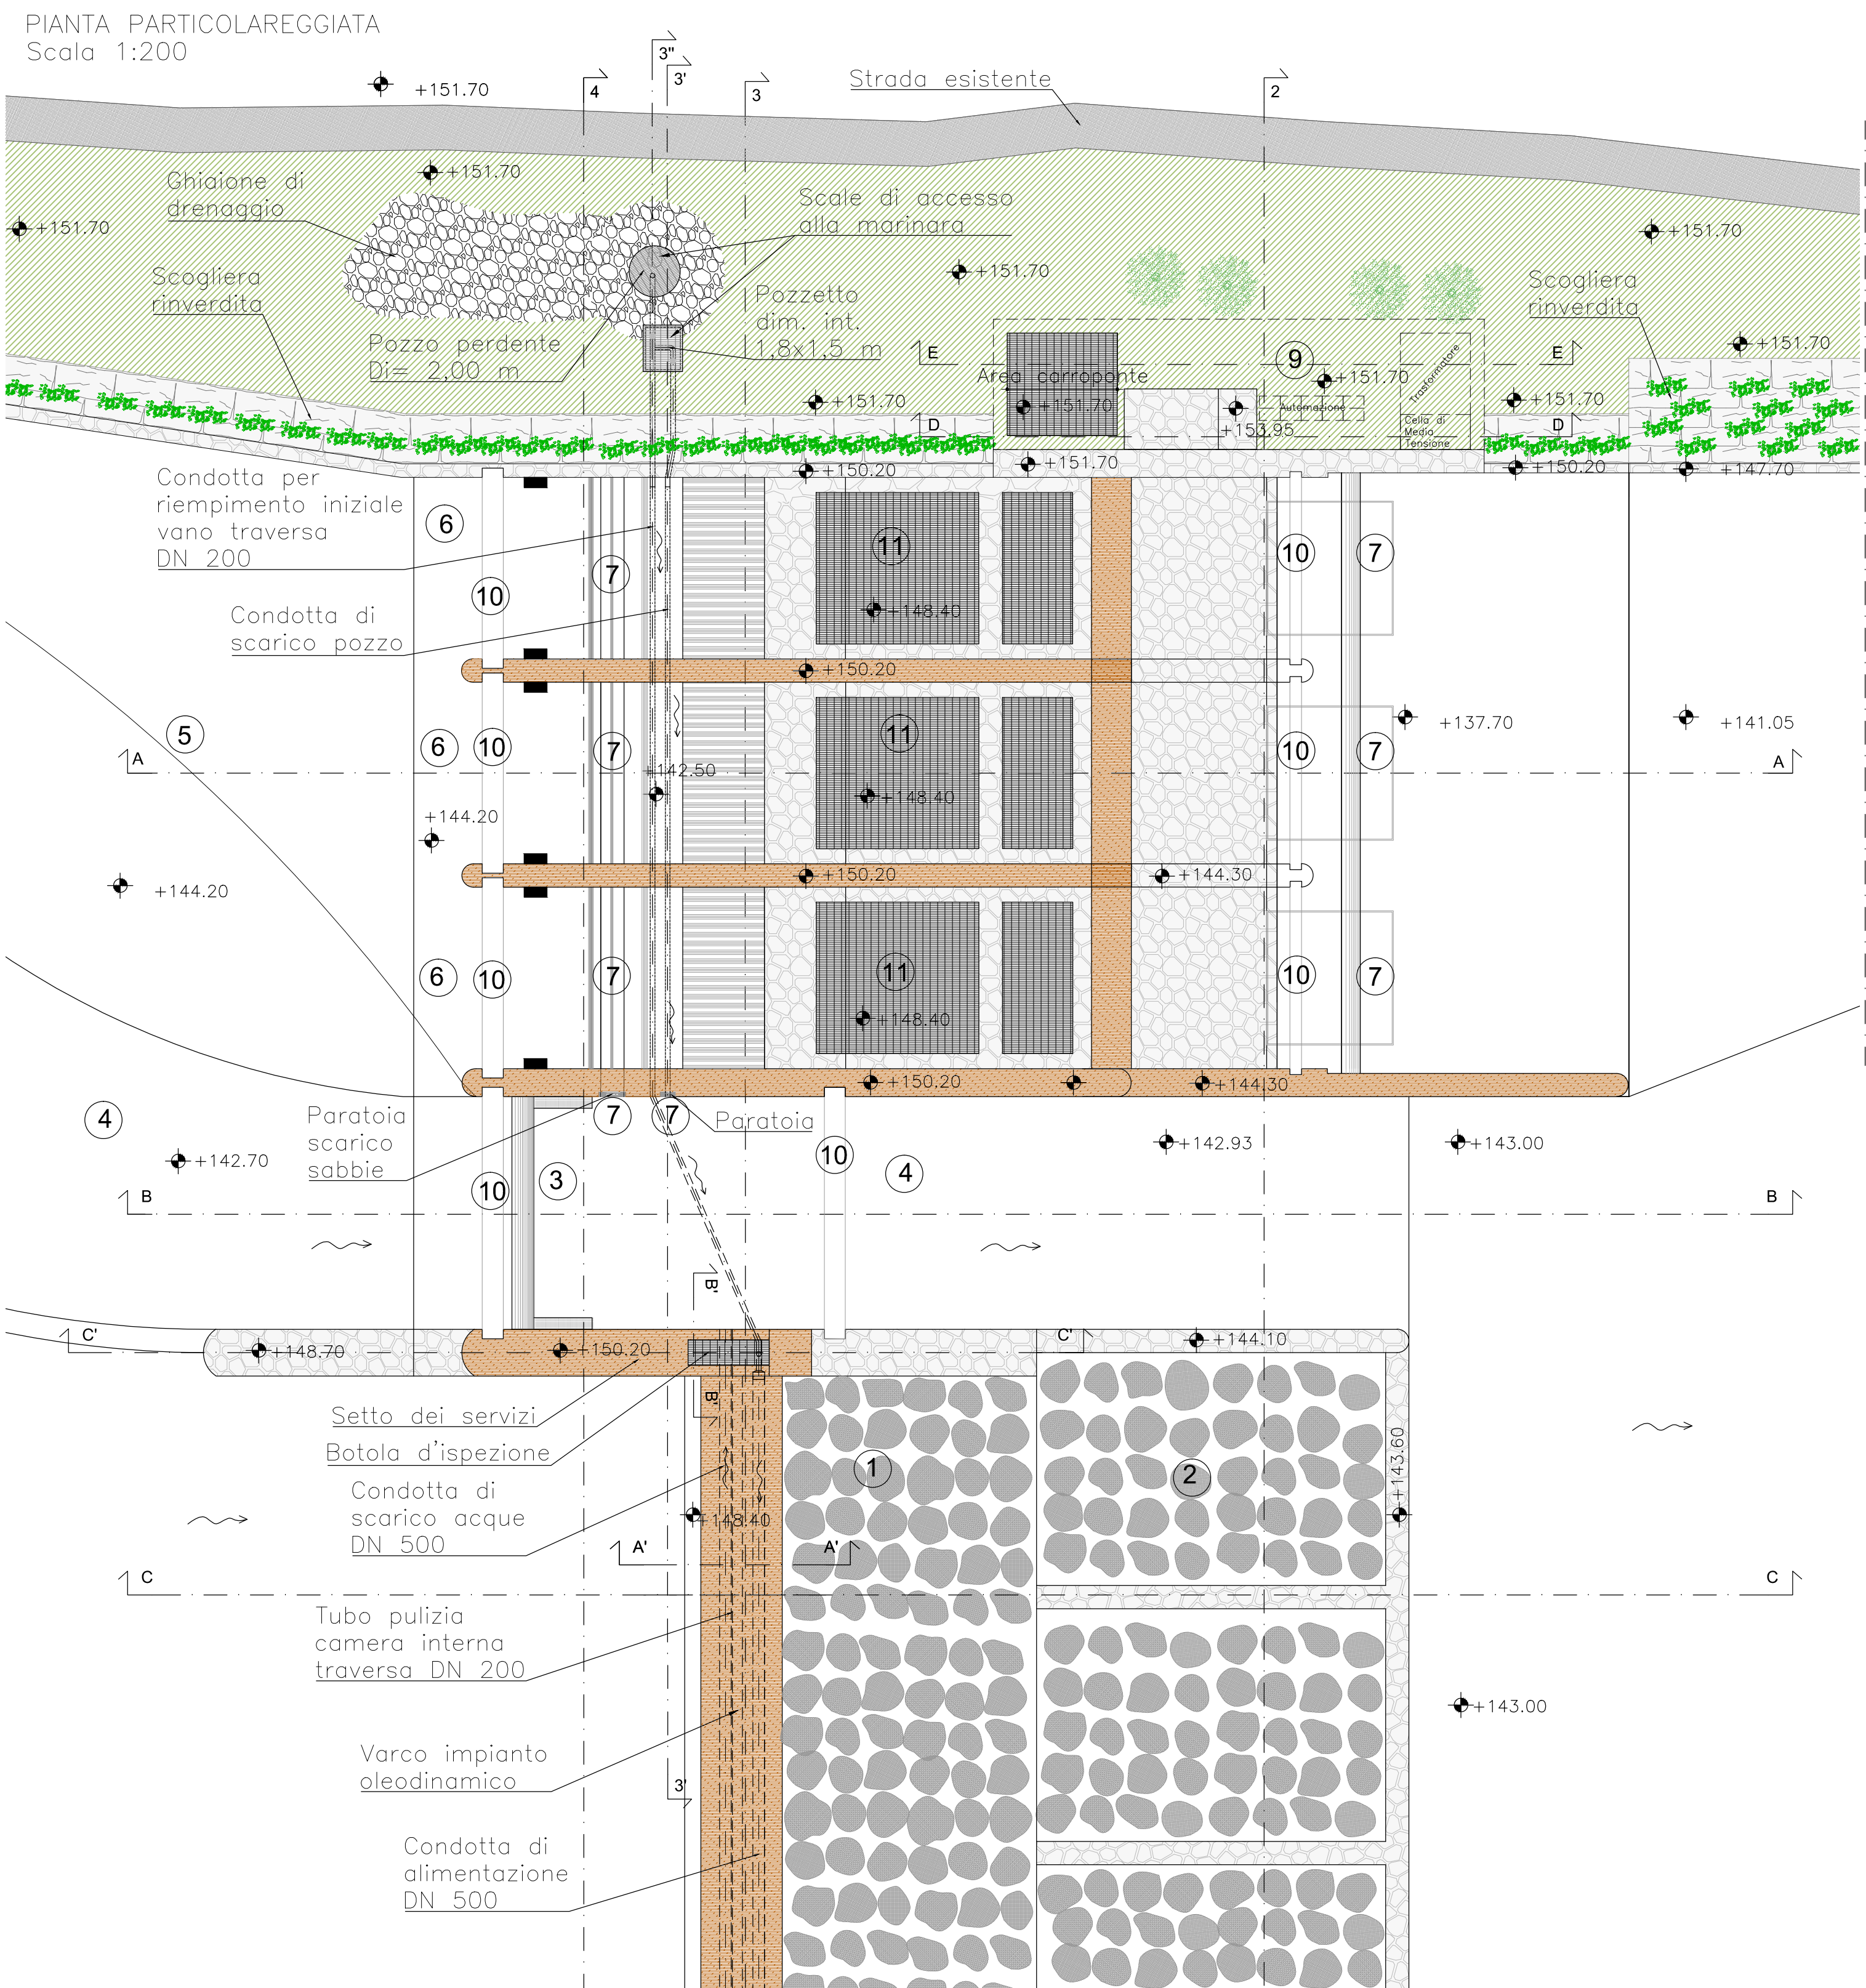 PIANTA PARTICOLAREGGIATA
Scala 1:200
3"
3'
4
3
2
Strada esistente
+151.70
+151.70
+151.70
+151.70
+151.70
Ghiaione di
drenaggio
Scale di accesso
alla marinara
Scogliera
rinverdita
Pozzetto
dim. int.
1,8x1,5 m
Pozzo perdente
Di= 2,00 m
Scogliera
rinverdita
+151.70
E
9
E
Area carroponte
+151.70
Trasformatore
+151.70
+151.70
Automazione
+151.70
D
+153.95
Cella di
Media
Tensione
D
+150.20
+151.70
+150.20
+147.70
Condotta per
riempimento iniziale
vano traversa
DN 200
6
11
10
7
7
10
+148.40
Condotta di
scarico pozzo
+150.20
5
6
10
7
11
10
7
+137.70
+141.05
A
A
+142.50
+148.40
+144.20
+144.20
+150.20
+144.30
6
10
7
11
10
7
+148.40
+150.20
+144.30
4
Paratoia
scarico
sabbie
7
7
Paratoia
+142.70
10
+142.93
+143.00
10
3
4
B
B
B'
C'
+148.70
+150.20
C'
+144.10
B'
Setto dei servizi
Botola d'ispezione
Condotta di
scarico acque
DN 500
1
2
+143.60
+148.40
A'
A'
C
C
Tubo pulizia
camera interna
traversa DN 200
+143.00
Varco impianto
oleodinamico
3'
Condotta di
alimentazione
DN 500